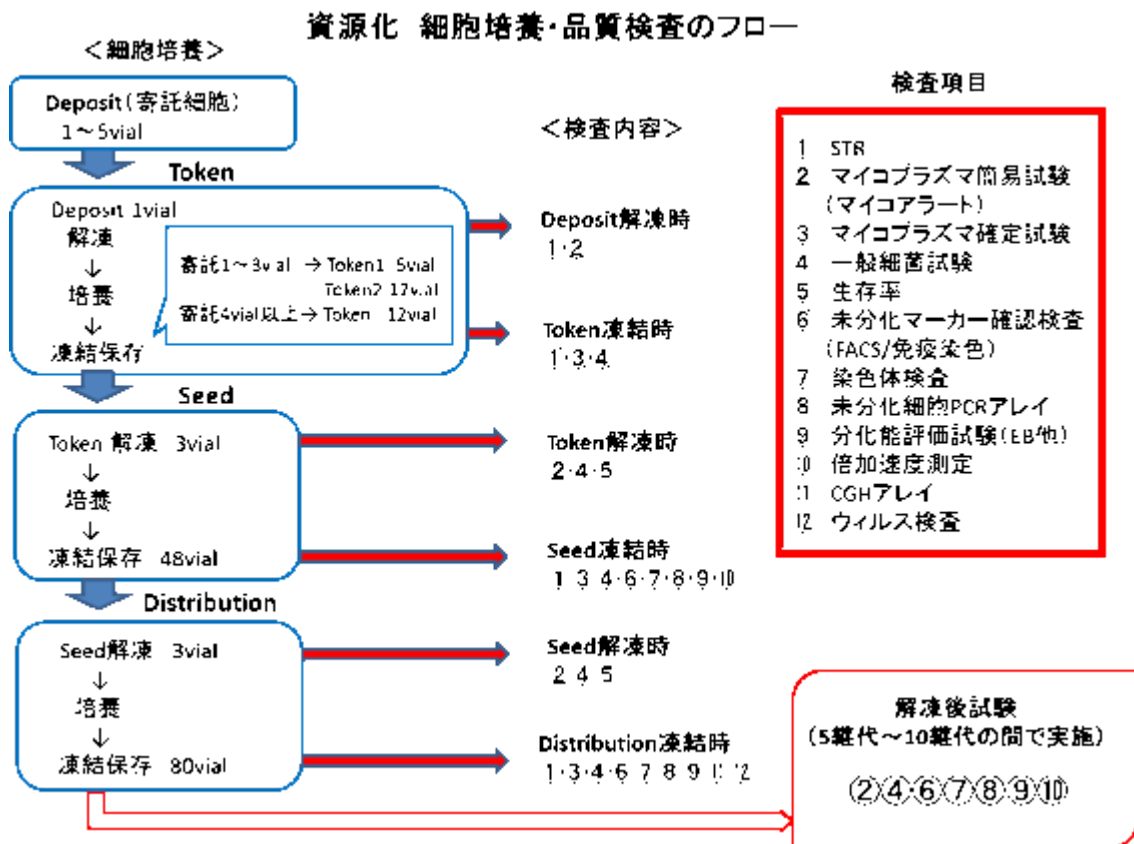 資源化 細胞培養・品質検査のフロー
＜細胞培養＞
Deposit（寄託細胞）
1～5vial
Token
Deposit 1vial
解凍
↓
培養
↓
凍結保存
寄託1～3vial → Token1 5vial
Token2 12vial
寄託4vial以上→ Token 12vial
Seed
Token 解凍 3vial
↓
培養
↓
凍結保存 48vial
Distribution
Seed解凍 3vial
↓
培養
↓
凍結保存 80vial
＜検査内容＞
Deposit解凍時
1・2
Token凍結時
1・3・4
Token解凍時
2・4・5
Seed凍結時
1 3 4・6・7・8・9・10
Seed解凍時
2 4 5
Distribution凍結時
1・3・4・6 7 8 9 11 12
検査項目
1 STR
2 マイコプラズマ簡易試験
（マイコアラート）
3 マイコプラズマ確定試験
4 一般細菌試験
5 生存率
6 未分化マーカー確認検査
（FACS/免疫染色）
7 染色体検査
8 未分化細胞PCRアレイ
9 分化能評価試験（EB他）
10 倍加速度測定
11 CGHアレイ
12 ウィルス検査
解凍後試験
（5継代～10継代の間で実施）
②④・⑥⑦⑧⑨⑩